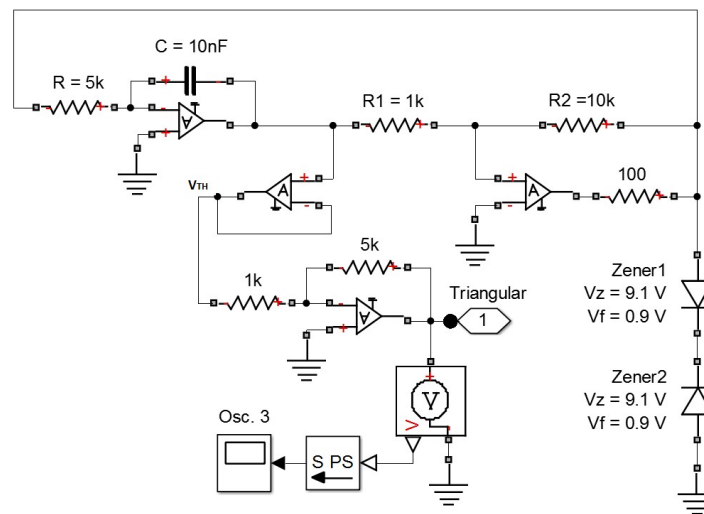 C = 10nF
R = 5k
R1 = 1k
R2 =10k
A
A
A
VTH
100
5k
1k
A
Triangular
1
Zener1
Vz = 9.1 V
Vf = 0.9 V
Zener2
Vz = 9.1 V
Vf = 0.9 V
V
V
Osc. 3
S PS